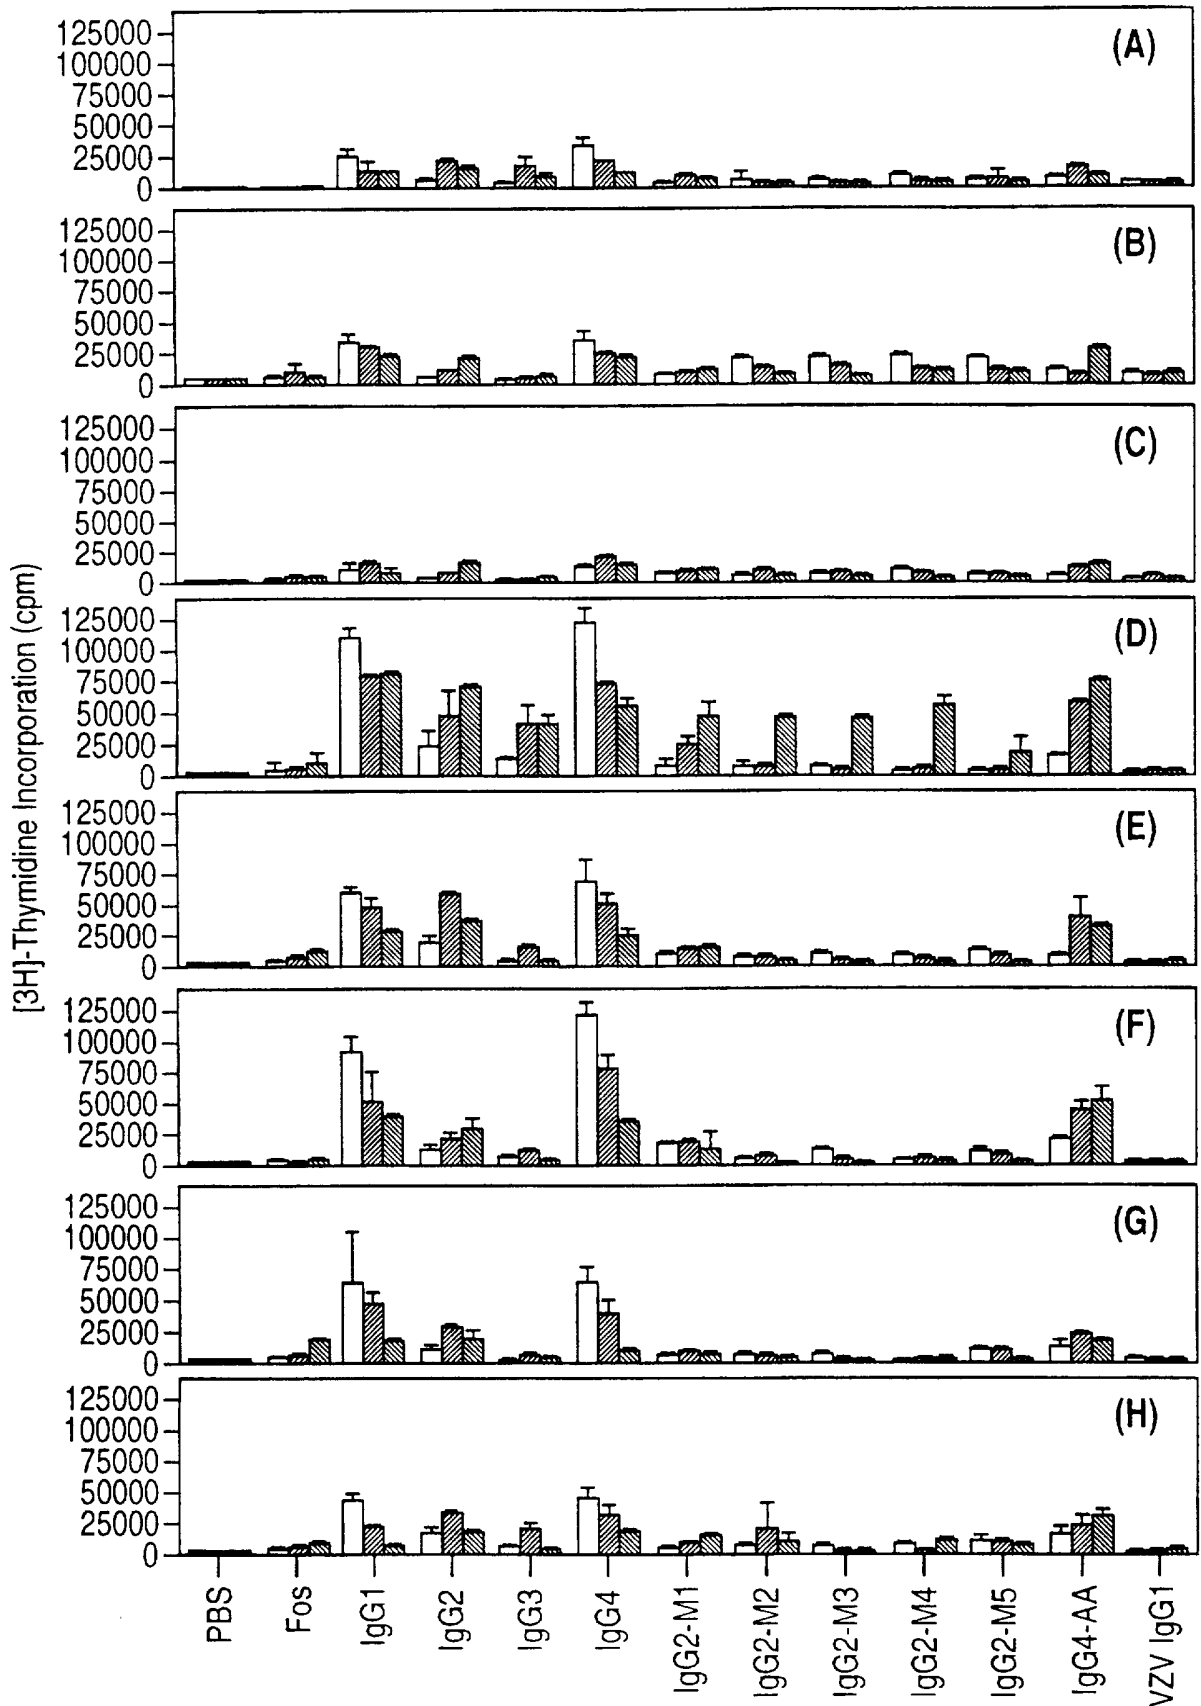 [3H]-Thymidine Incorporation (cpm)
(A)
125000
100000
75000
50000
25000
0
(B)
125000
100000
75000
50000
25000
0
(C)
125000
100000
75000
50000
25000
0
(D)
125000
100000
75000
50000
25000
0
(E)
125000
100000
75000
50000
25000
0
(F)
125000
100000
75000
50000
25000
0
(G)
125000
100000
75000
50000
25000
0
(H)
125000
100000
75000
50000
25000
0
PBS
Fos
IgG1
IgG2
IgG3
IgG4
IgG2-M1
IgG2-M2
IgG2-M3
IgG2-M4
IgG2-M5
IgG4-AA
VZV IgG1